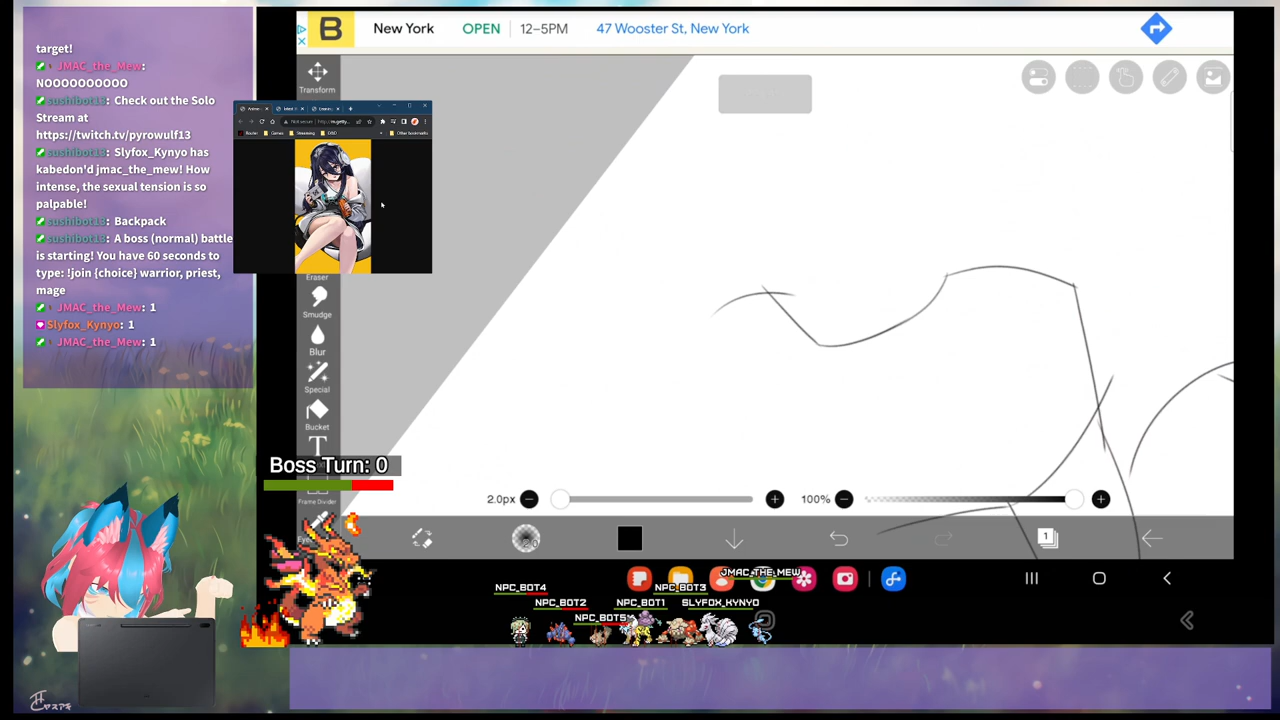 target!
JMAC_the_Mew:
NOOOOOOOOOO
sushibot13: Check out the Solo
Stream at
https://twitch.tv/pyrowulf13
sushibot13: Slyfox_Kynyo has
kabedon'd jmac_the_mew! How
intense, the sexual tension is so
palpable!
sushibot13: Backpack
sushibot13: A boss (normal) battle
is starting! You have 60 seconds to
type: !join {choice} warrior, priest,
mage
JMAC_the_Mew: 1
Slyfox_Kynyo: 1
JMAC_the_Mew: 1
B
New York OPEN 12–5PM 47 Wooster St, New York
Transform
Other bookmarks
Eraser
Smudge
Blur
Special
Bucket
T
Frame Divider
Boss Turn: 0
2.0px
100%
1
JMAC_THE_MEW
NPC_BOT4
NPC_BOT3
NPC_BOT2
NPC_BOT1
SLYFOX_KYNYO
NPC_BOT5